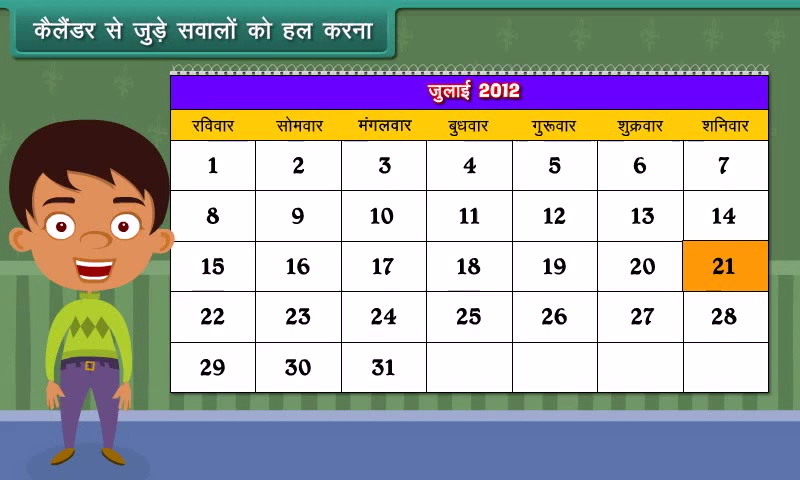 कैलैंडर से जुड़े सवालों को हल करना
जुलाई 2012
रविवार सोमवार मंगलवार बुधवार गुरूवार शुक्रवार शनिवार
1 2 3 4 5 6 7
8 9 10 11 12 13 14
15 16 17 18 19 20 21
22 23 24 25 26 27 28
29 30 31